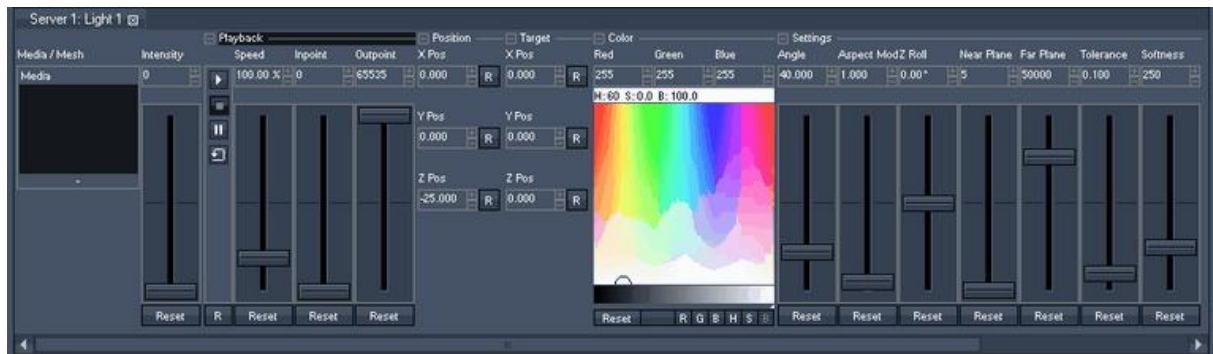 Server 1: Light 1
Playback Position Target Color Settings
Media / Mesh Intensity Speed Inpoint Outpoint X Pos X Pos Red Green Blue Angle Aspect Mod Z Roll Near Plane Far Plane Tolerance Softness
Media 0 100.00 % 0 65535 0.000 R 0.000 R 255 255 255 40.000 1.000 0.00° 5 50000 0.100 250
H: 60 S: 0.0 B: 100.0
Y Pos Y Pos
0.000 R 0.000 R
Z Pos Z Pos
-25.000 R 0.000 R
Reset R Reset Reset Reset Reset R G B H S B Reset Reset Reset Reset Reset Reset Reset